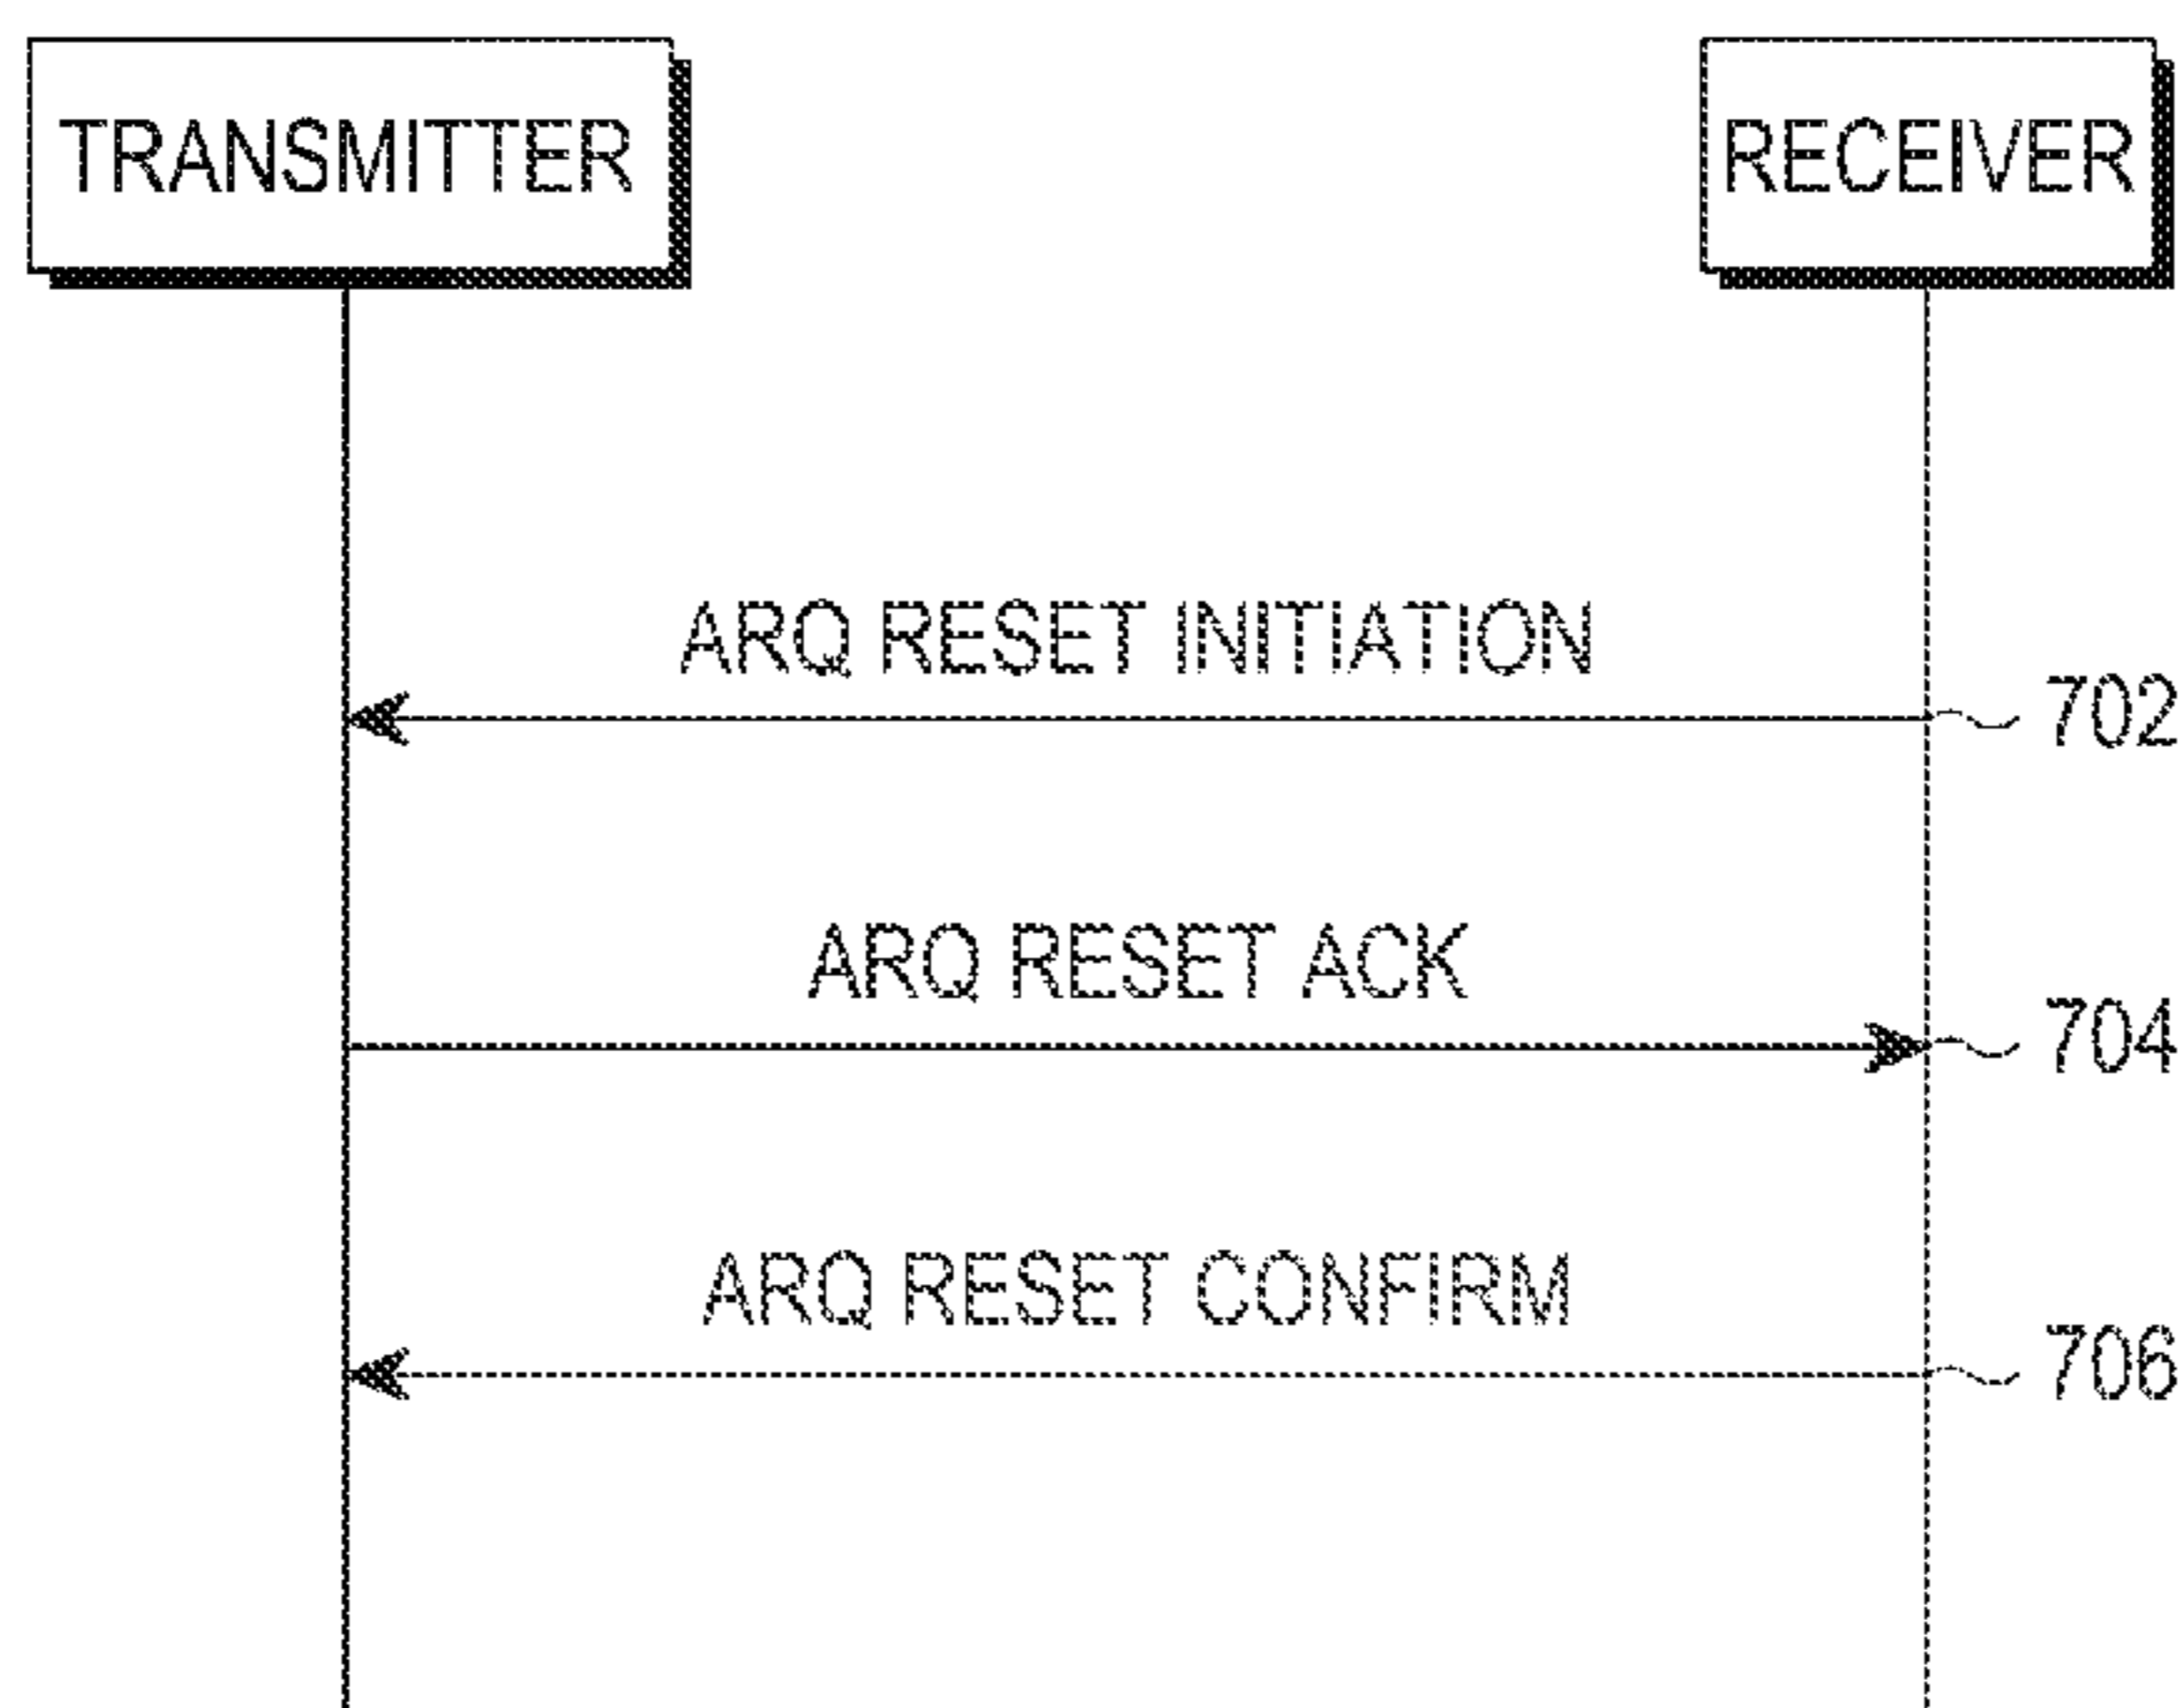 TRANSMITTER
RECEIVER
ARQ RESET INITIATION
702
ARQ RESET ACK
704
ARQ RESET CONFIRM
706